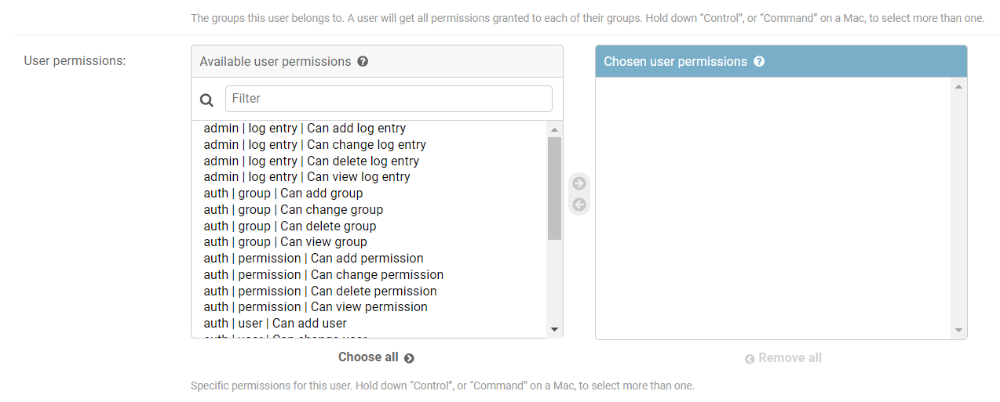 The groups this user belongs to. A user will get all permissions granted to each of their groups. Hold down “Control”, or “Command” on a Mac, to select more than one.
User permissions:
Available user permissions ?
Filter
admin | log entry | Can add log entry
admin | log entry | Can change log entry
admin | log entry | Can delete log entry
admin | log entry | Can view log entry
auth | group | Can add group
auth | group | Can change group
auth | group | Can delete group
auth | group | Can view group
auth | permission | Can add permission
auth | permission | Can change permission
auth | permission | Can delete permission
auth | permission | Can view permission
auth | user | Can add user
auth | user | Can change user
Choose all
Chosen user permissions ?
Remove all
Specific permissions for this user. Hold down “Control”, or “Command” on a Mac, to select more than one.